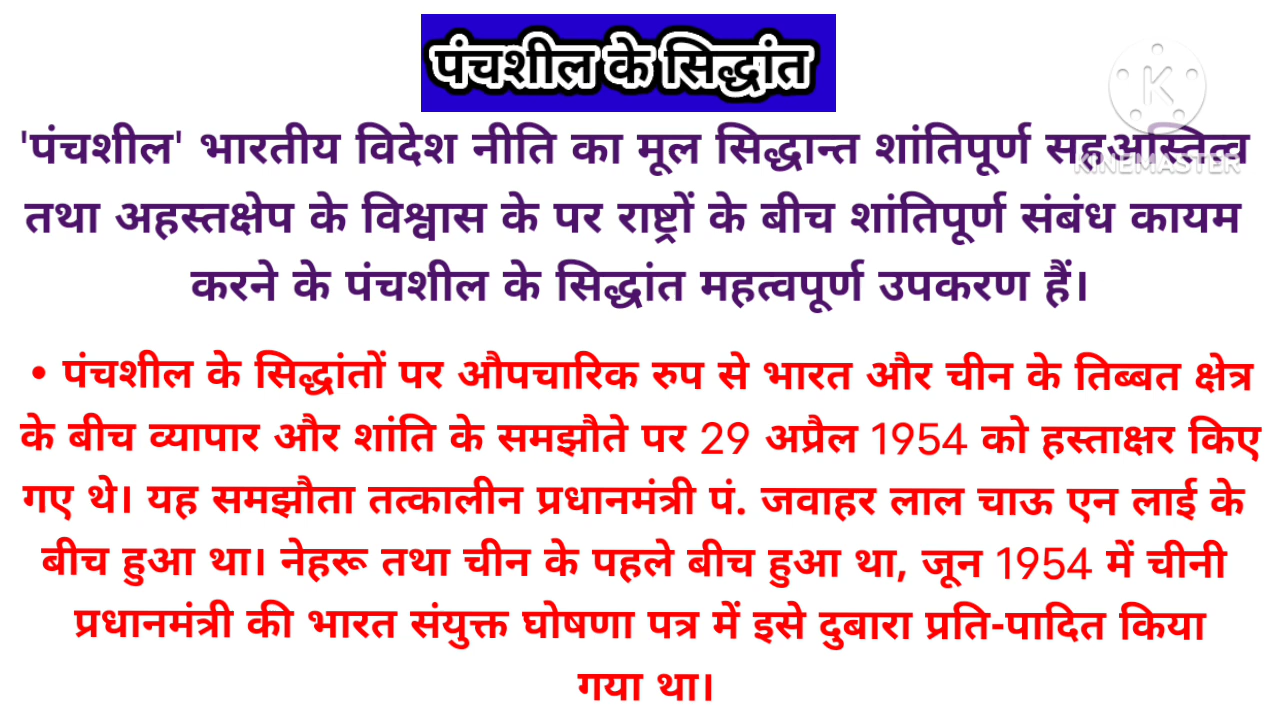 पंचशील के सिद्धांत
K
KINEMASTER
'पंचशील' भारतीय विदेश नीति का मूल सिद्धान्त शांतिपूर्ण सहअस्तित्व
तथा अहस्तक्षेप के विश्वास के पर राष्ट्रों के बीच शांतिपूर्ण संबंध कायम
करने के पंचशील के सिद्धांत महत्वपूर्ण उपकरण हैं।
• पंचशील के सिद्धांतों पर औपचारिक रुप से भारत और चीन के तिब्बत क्षेत्र
के बीच व्यापार और शांति के समझौते पर 29 अप्रैल 1954 को हस्ताक्षर किए
गए थे। यह समझौता तत्कालीन प्रधानमंत्री पं. जवाहर लाल चाऊ एन लाई के
बीच हुआ था। नेहरू तथा चीन के पहले बीच हुआ था, जून 1954 में चीनी
प्रधानमंत्री की भारत संयुक्त घोषणा पत्र में इसे दुबारा प्रति-पादित किया
गया था।